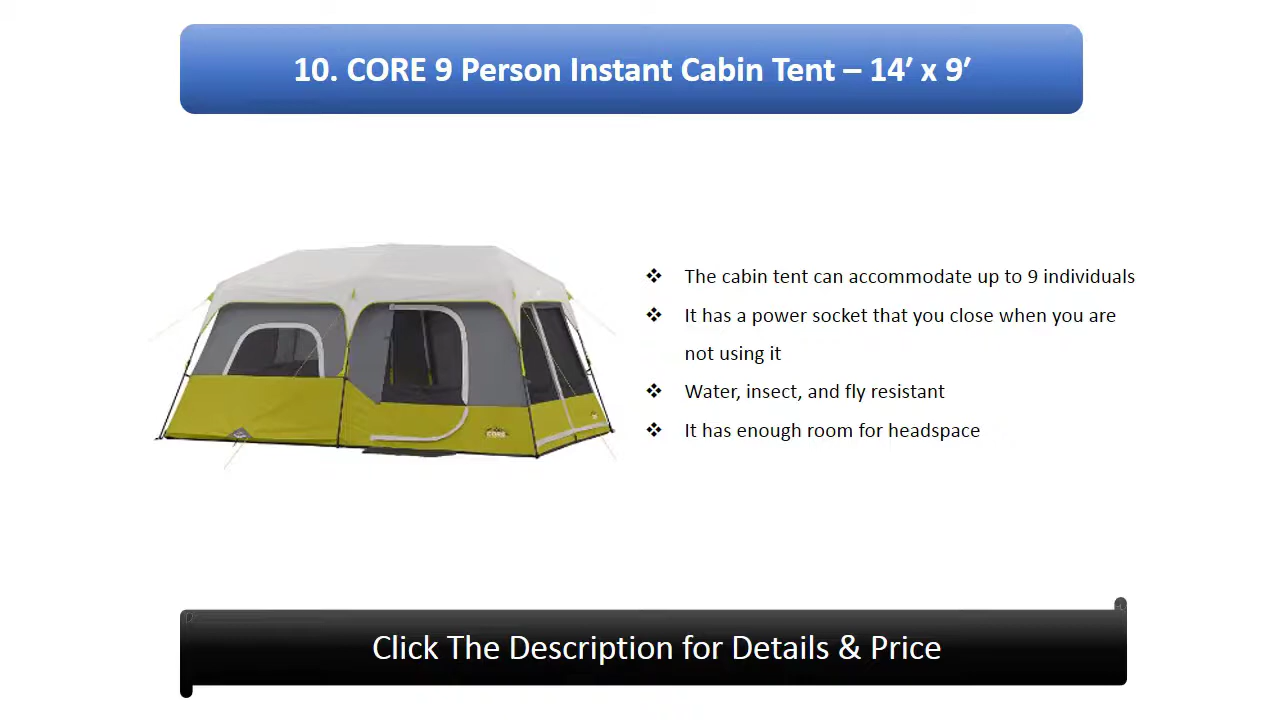 10. CORE 9 Person Instant Cabin Tent – 14′ x 9′
❖ The cabin tent can accommodate up to 9 individuals
❖ It has a power socket that you close when you are
not using it
❖ Water, insect, and fly resistant
❖ It has enough room for headspace
CORE
Click The Description for Details & Price